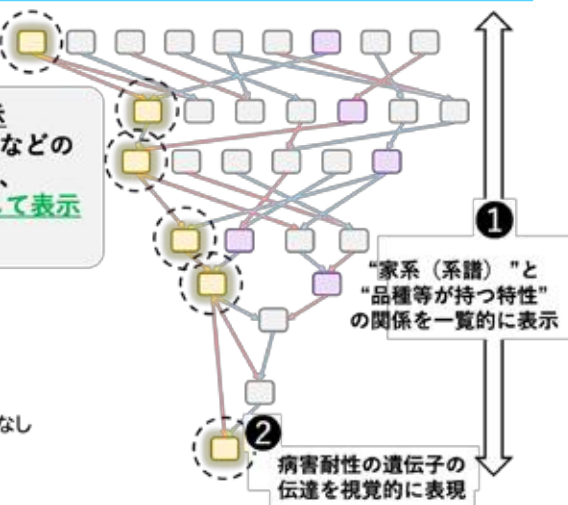 などの
、
て表示
なし
❶
“家系（系譜）”と
“品種等が持つ特性”
の関係を一覧的に表示
❷
病害耐性の遺伝子の
伝達を視覚的に表現